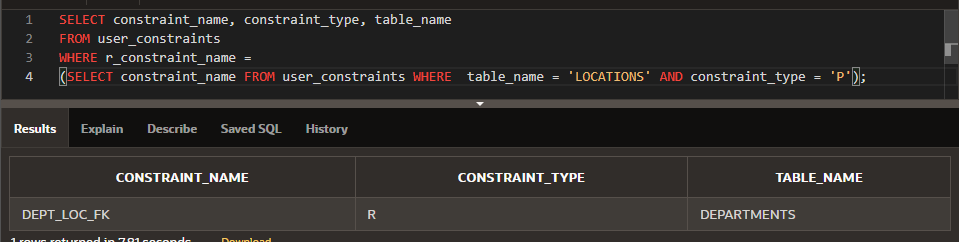 1 SELECT constraint_name, constraint_type, table_name
2 FROM user_constraints
3 WHERE r_constraint_name =
4 (SELECT constraint_name FROM user_constraints WHERE  table_name = 'LOCATIONS' AND constraint_type = 'P');
Results Explain Describe Saved SQL History
CONSTRAINT_NAME CONSTRAINT_TYPE TABLE_NAME
DEPT_LOC_FK R DEPARTMENTS
1 rows returned in 7.81 seconds Download